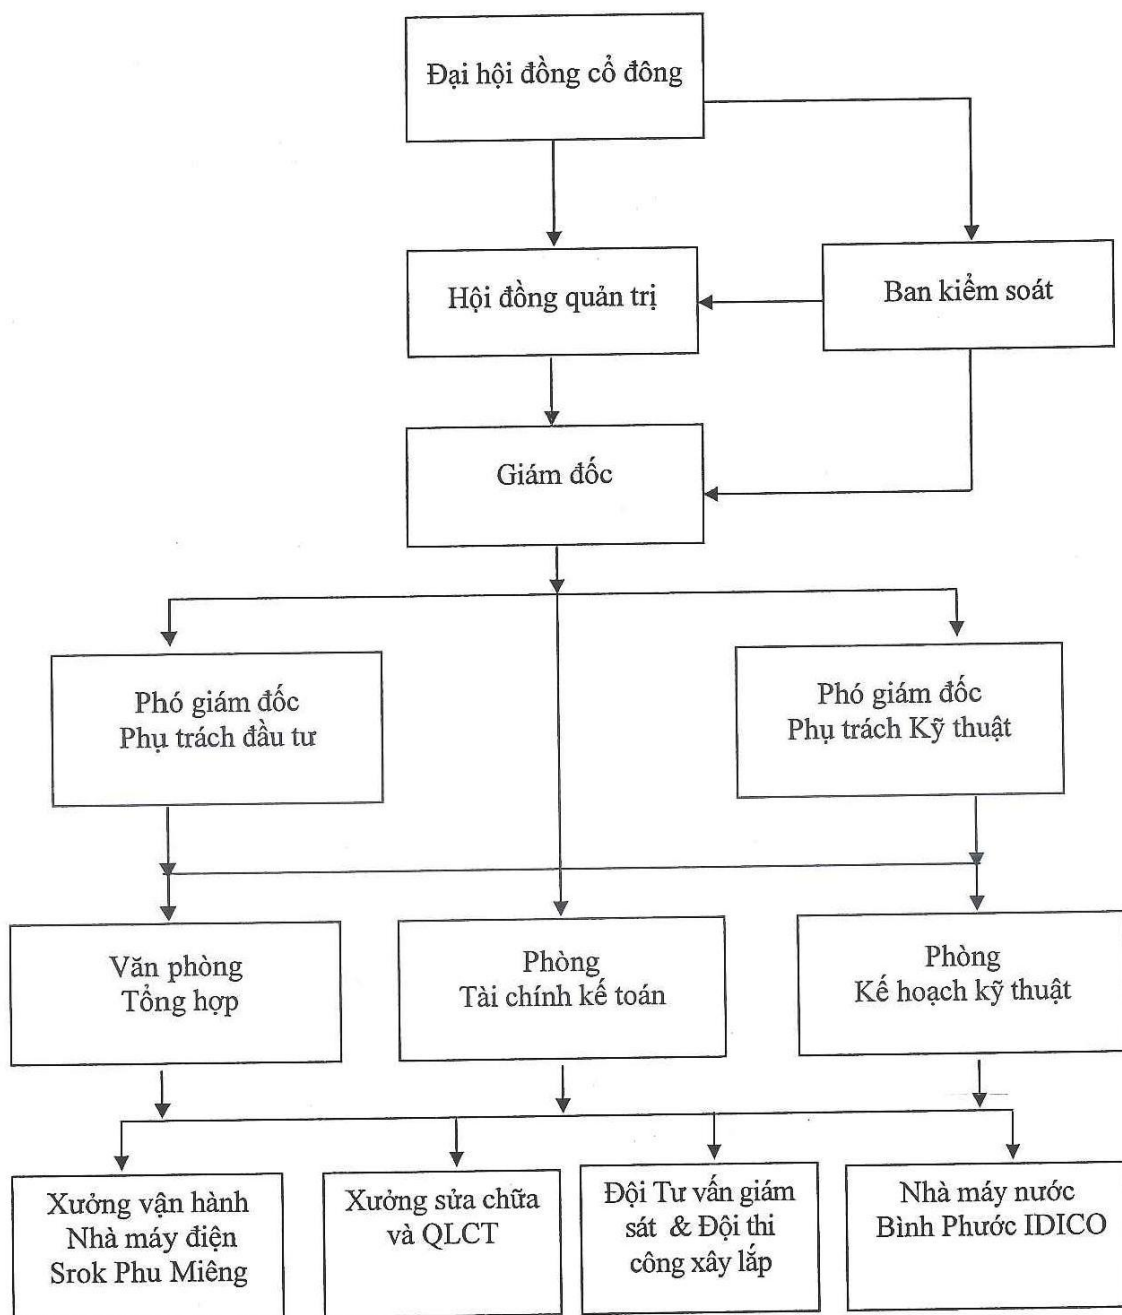 Đại hội đồng cổ đông
Hội đồng quản trị
Ban kiểm soát
Giám đốc
Phó giám đốc
Phụ trách đầu tư
Phó giám đốc
Phụ trách Kỹ thuật
Văn phòng
Tổng hợp
Phòng
Tài chính kế toán
Phòng
Kế hoạch kỹ thuật
Xưởng vận hành
Nhà máy điện
Srok Phu Miêng
Xưởng sửa chữa
và QLCT
Đội Tư vấn giám
sát & Đội thi
công xây lắp
Nhà máy nước
Bình Phước IDICO